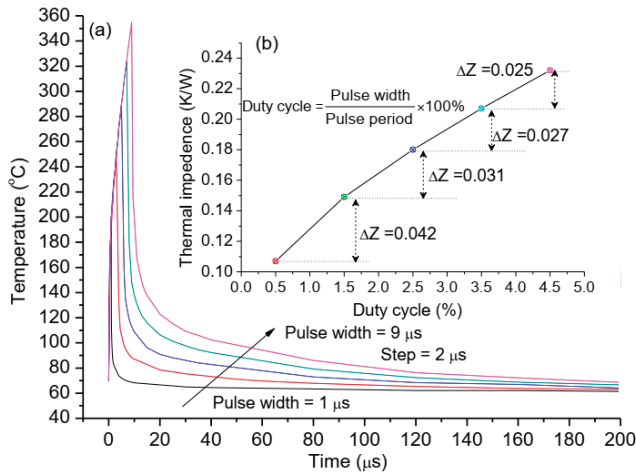 (a)
(b)
Temperature (°C)
360
340
320
300
280
260
240
220
200
180
160
140
120
100
80
60
40
0 20 40 60 80 100 120 140 160 180 200
Time (μs)
Pulse width = 9 μs
Step = 2 μs
Pulse width = 1 μs
Thermal impedence (K/W)
0.24
0.22
0.20
0.18
0.16
0.14
0.12
0.10
0.0 0.5 1.0 1.5 2.0 2.5 3.0 3.5 4.0 4.5 5.0
Duty cycle (%)
Duty cycle = Pulse width / Pulse period ×100%
ΔZ =0.025
ΔZ =0.027
ΔZ =0.031
ΔZ =0.042